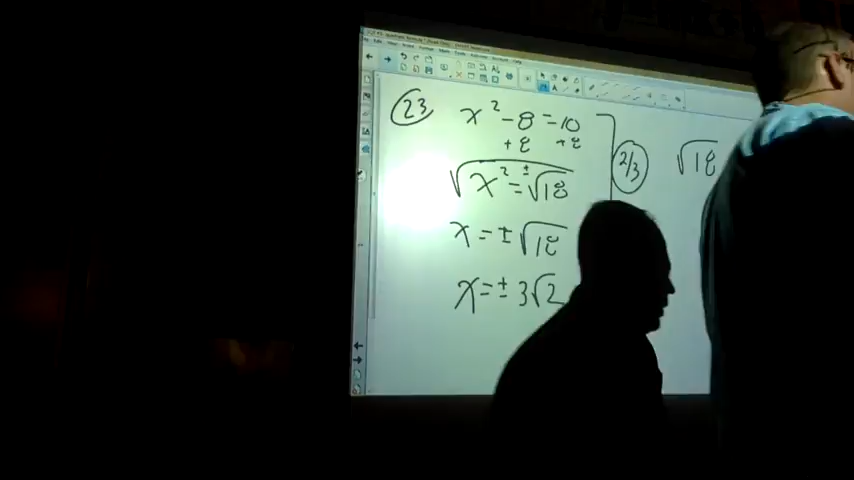 23
x² - 8 = 10
+8 +8
√x² = ±√18
x = ±√18
x = ±3√2
2/3
√18